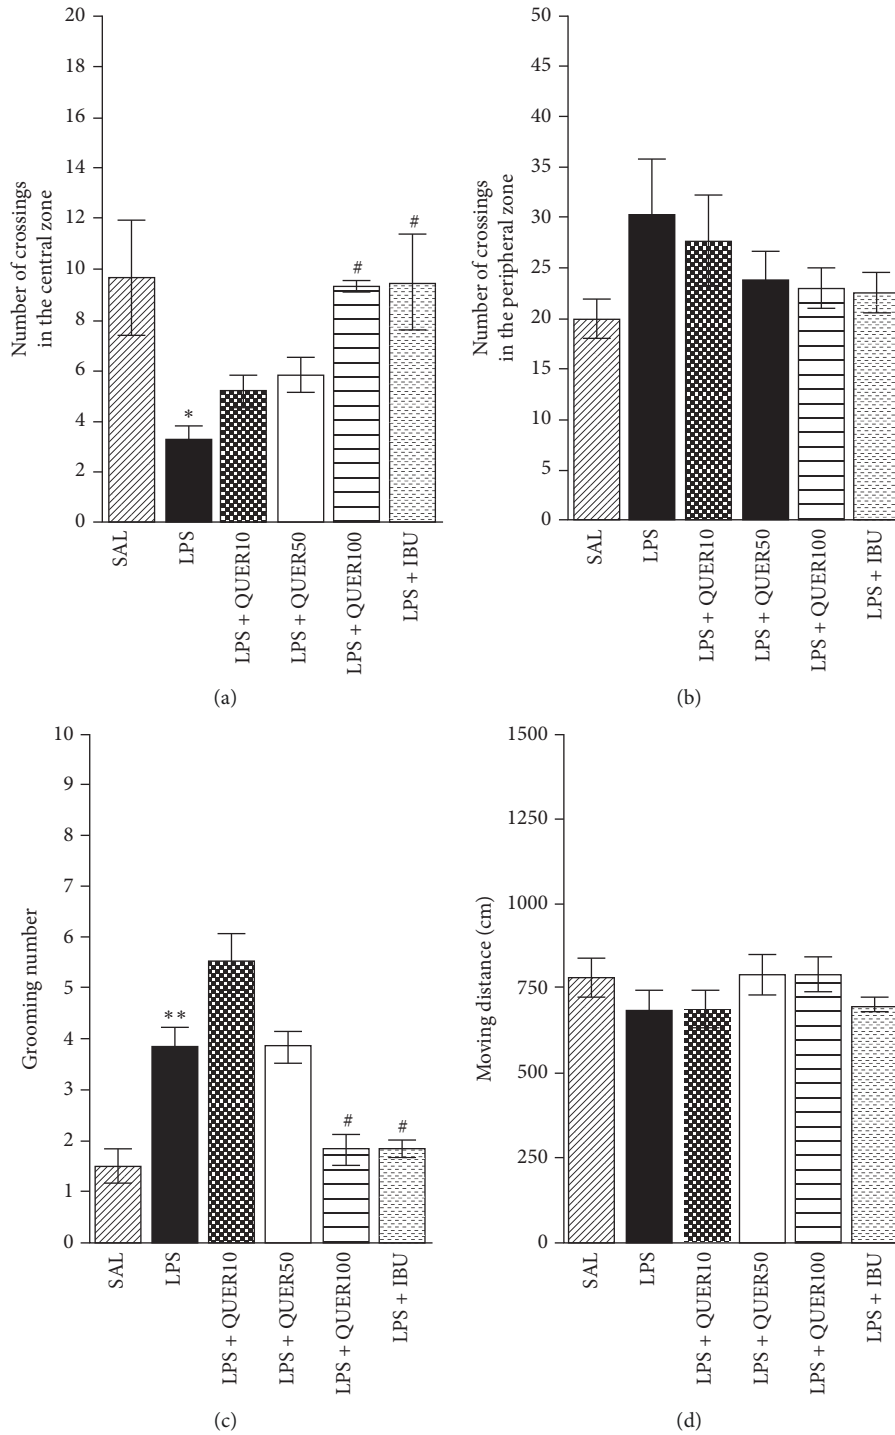 20
18
16
14
12
10
8
6
4
2
0
Number of crossings
in the central zone
*
#
#
SAL
LPS
LPS + QUER10
LPS + QUER50
LPS + QUER100
LPS + IBU
(a)
50
45
40
35
30
25
20
15
10
5
0
Number of crossings
in the peripheral zone
SAL
LPS
LPS + QUER10
LPS + QUER50
LPS + QUER100
LPS + IBU
(b)
10
9
8
7
6
5
4
3
2
1
0
Grooming number
**
#
#
SAL
LPS
LPS + QUER10
LPS + QUER50
LPS + QUER100
LPS + IBU
(c)
1500
1250
1000
750
500
250
0
Moving distance (cm)
SAL
LPS
LPS + QUER10
LPS + QUER50
LPS + QUER100
LPS + IBU
(d)